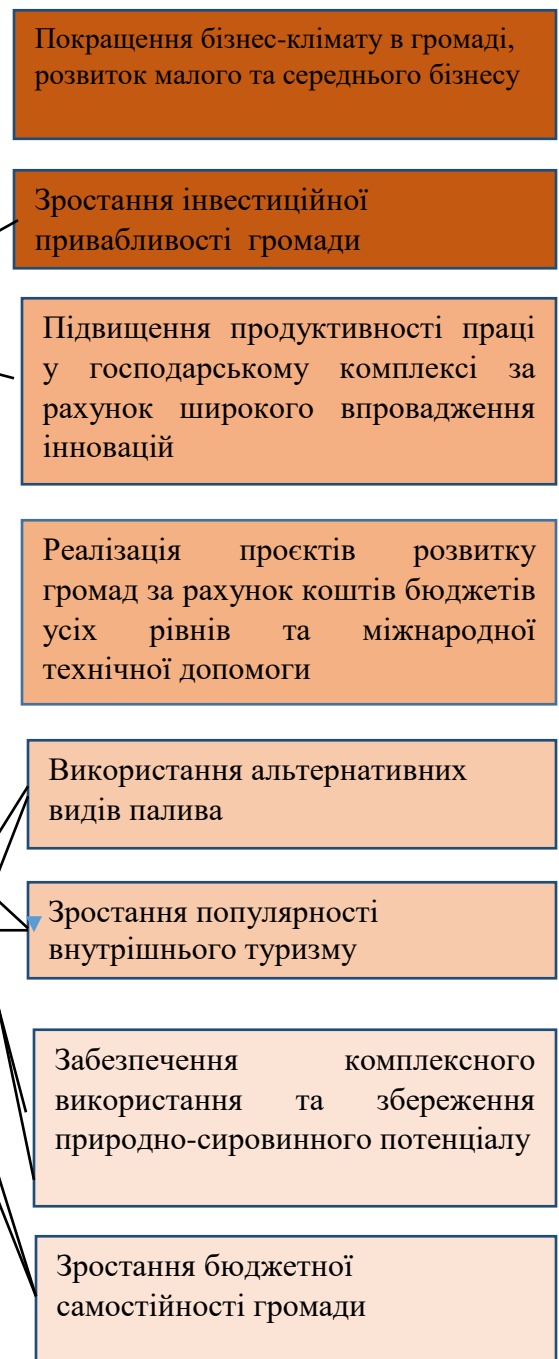 Покращення бізнес-клімату в громаді,
розвиток малого та середнього бізнесу
Зростання інвестиційної
привабливості громади
Підвищення продуктивності праці
у господарському комплексі за
рахунок широкого впровадження
інновацій
Реалізація проєктів розвитку
громад за рахунок коштів бюджетів
усіх рівнів та міжнародної
технічної допомоги
Використання альтернативних
видів палива
Зростання популярності
внутрішнього туризму
Забезпечення комплексного
використання та збереження
природно-сировинного потенціалу
Зростання бюджетної
самостійності громади